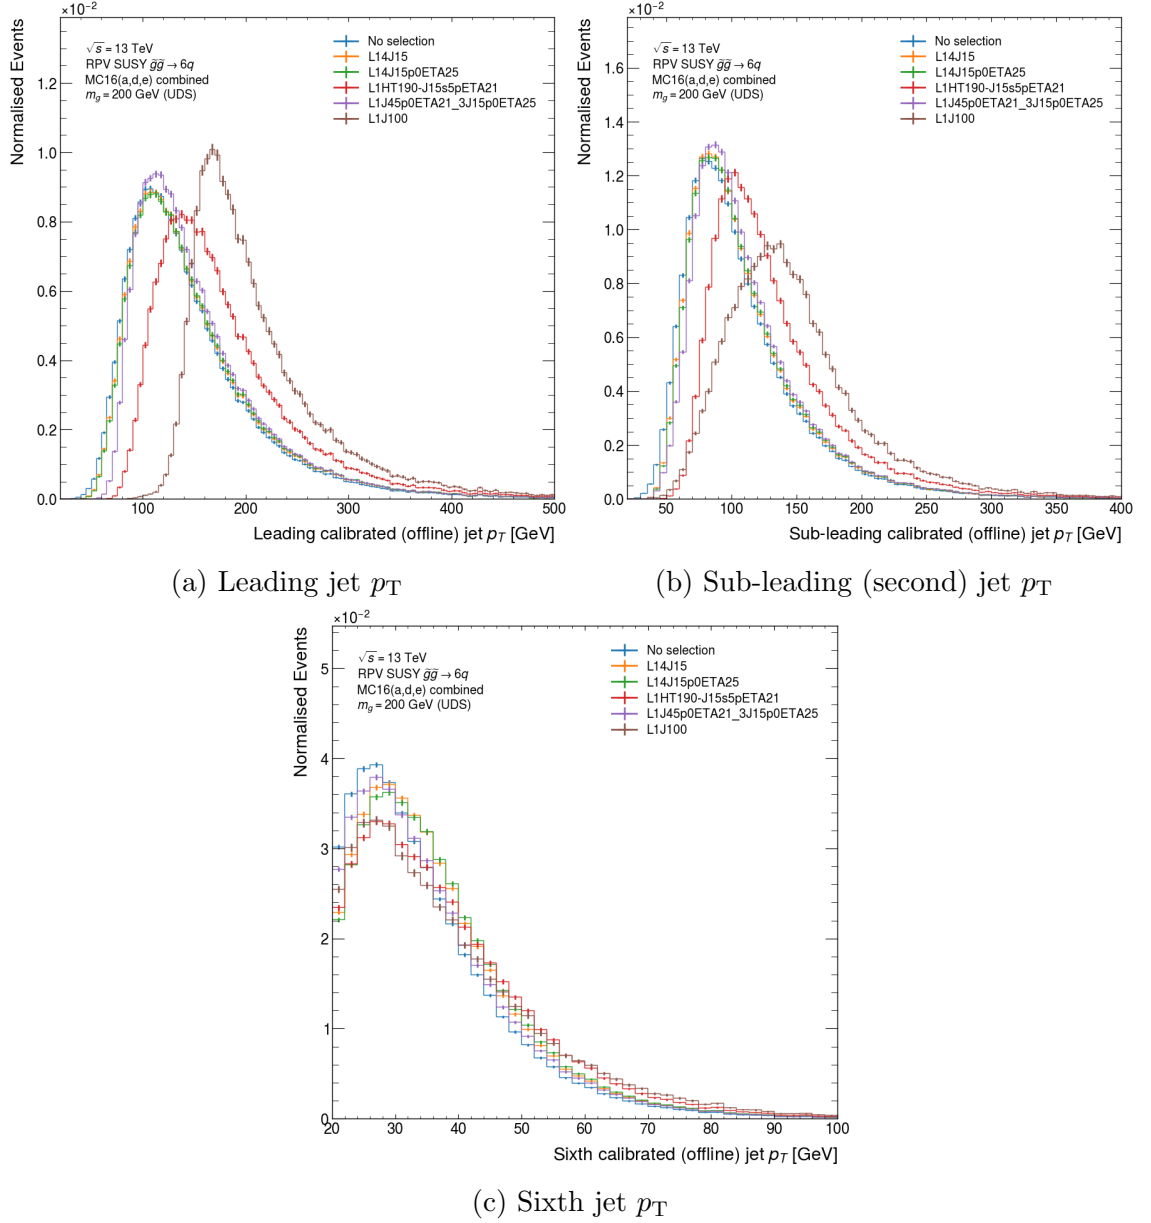 ×10⁻²
Normalised Events
√s = 13 TeV
RPV SUSY g̃g̃ → 6q
MC16(a,d,e) combined
m_g = 200 GeV (UDS)
No selection
L14J15
L14J15p0ETA25
L1HT190-J15s5pETA21
L1J45p0ETA21_3J15p0ETA25
L1J100
1.2
1.0
0.8
0.6
0.4
0.2
0.0
100 200 300 400 500
Leading calibrated (offline) jet p_T [GeV]
(a) Leading jet p_T
×10⁻²
Normalised Events
√s = 13 TeV
RPV SUSY g̃g̃ → 6q
MC16(a,d,e) combined
m_g = 200 GeV (UDS)
No selection
L14J15
L14J15p0ETA25
L1HT190-J15s5pETA21
L1J45p0ETA21_3J15p0ETA25
L1J100
1.6
1.4
1.2
1.0
0.8
0.6
0.4
0.2
0.0
50 100 150 200 250 300 350 400
Sub-leading calibrated (offline) jet p_T [GeV]
(b) Sub-leading (second) jet p_T
×10⁻²
Normalised Events
√s = 13 TeV
RPV SUSY g̃g̃ → 6q
MC16(a,d,e) combined
m_g = 200 GeV (UDS)
No selection
L14J15
L14J15p0ETA25
L1HT190-J15s5pETA21
L1J45p0ETA21_3J15p0ETA25
L1J100
5
4
3
2
1
0
20 30 40 50 60 70 80 90 100
Sixth calibrated (offline) jet p_T [GeV]
(c) Sixth jet p_T